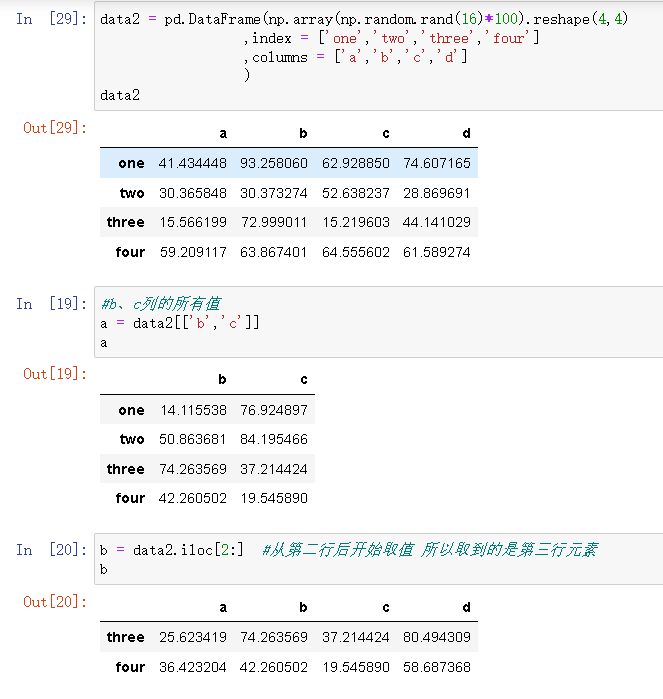 In [29]: data2 = pd.DataFrame(np.array(np.random.rand(16)*100).reshape(4,4)
,index = ['one','two','three','four']
,columns = ['a','b','c','d']
)
data2
Out[29]:
a b c d
one 41.434448 93.258060 62.928850 74.607165
two 30.365848 30.373274 52.638237 28.869691
three 15.566199 72.999011 15.219603 44.141029
four 59.209117 63.867401 64.555602 61.589274
In [19]: #b、c列的所有值
a = data2[['b','c']]
a
Out[19]:
b c
one 14.115538 76.924897
two 50.863681 84.195466
three 74.263569 37.214424
four 42.260502 19.545890
In [20]: b = data2.iloc[2:] #从第二行后开始取值 所以取到的是第三行元素
b
Out[20]:
a b c d
three 25.623419 74.263569 37.214424 80.494309
four 36.423204 42.260502 19.545890 58.687368